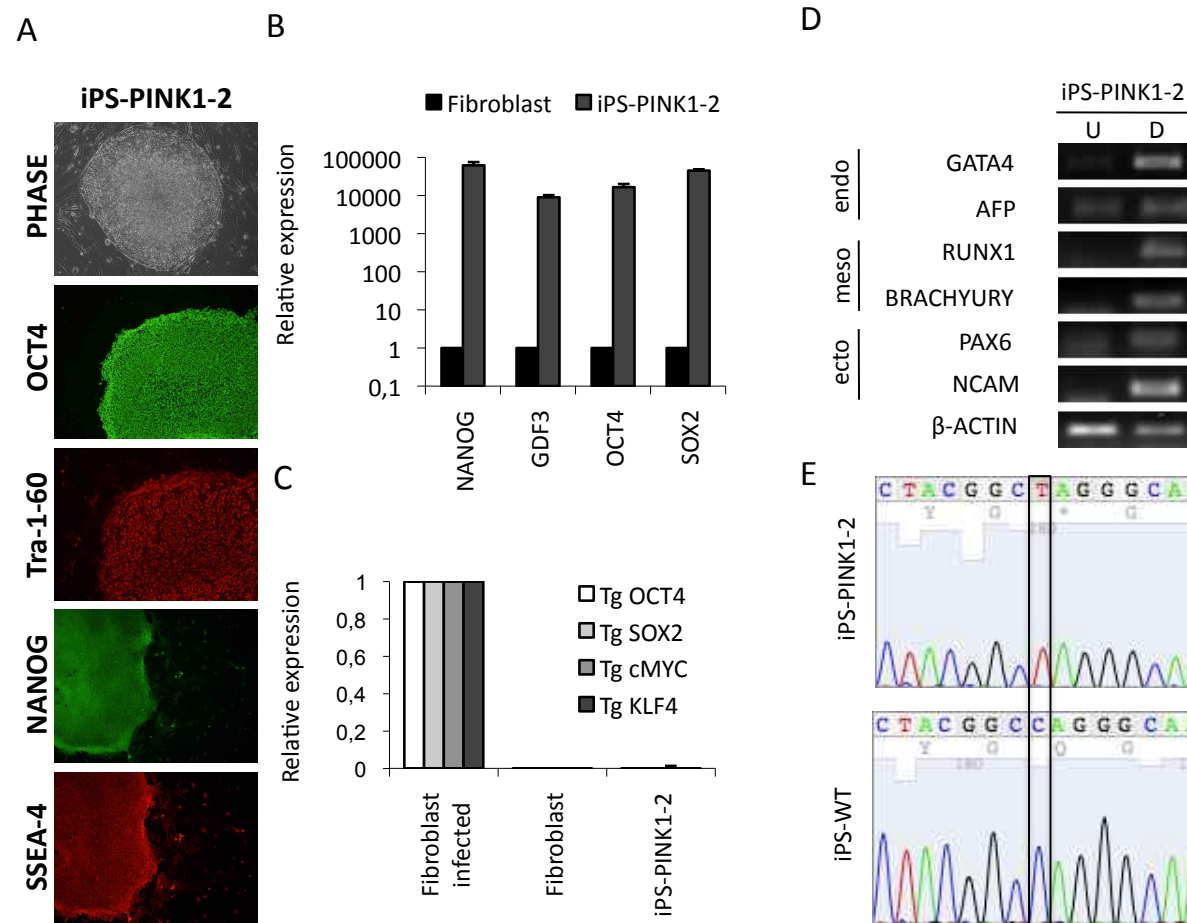 A
iPS-PINK1-2
PHASE
OCT4
Tra-1-60
NANOG
SSEA-4
B
Fibroblast iPS-PINK1-2
Relative expression
100000
10000
1000
100
10
1
0,1
NANOG
GDF3
OCT4
SOX2
C
Relative expression
1
0,8
0,6
0,4
0,2
0
Tg OCT4
Tg SOX2
Tg cMYC
Tg KLF4
Fibroblast
infected
Fibroblast
iPS-PINK1-2
D
iPS-PINK1-2
U D
endo
GATA4
AFP
meso
RUNX1
BRACHYURY
ecto
PAX6
NCAM
β-ACTIN
E
iPS-PINK1-2
C T A C G G C T A G G G C A
Y G * G
180
iPS-WT
C T A C G G C C A G G G C A
Y G Q G
180